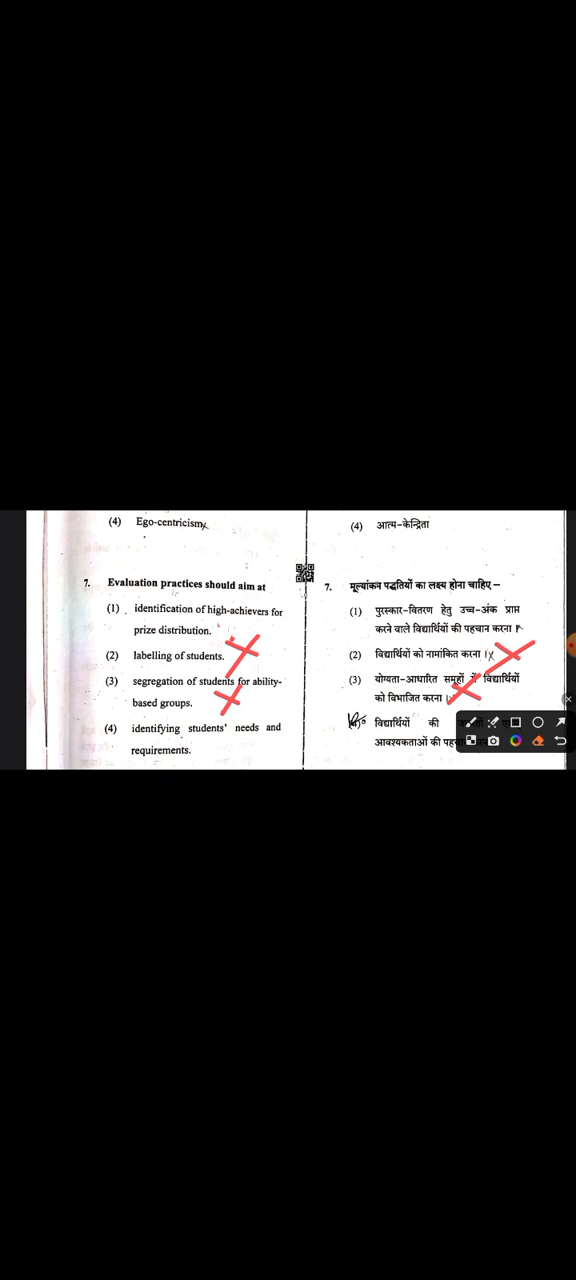 (4) Ego-centricism
7. Evaluation practices should aim at
(1) identification of high-achievers for
prize distribution.
(2) labelling of students.
(3) segregation of students for ability-
based groups.
(4) identifying students' needs and
requirements.
(4) आत्म-केन्द्रिता
7. मूल्यांकन पद्धतियों का लक्ष्य होना चाहिए –
(1) पुरस्कार-वितरण हेतु उच्च-अंक प्राप्त
करने वाले विद्यार्थियों की पहचान करना ।
(2) विद्यार्थियों को नामांकित करना ।
(3) योग्यता-आधारित समूहों में विद्यार्थियों
को विभाजित करना ।
विद्यार्थियों की
आवश्यकताओं की